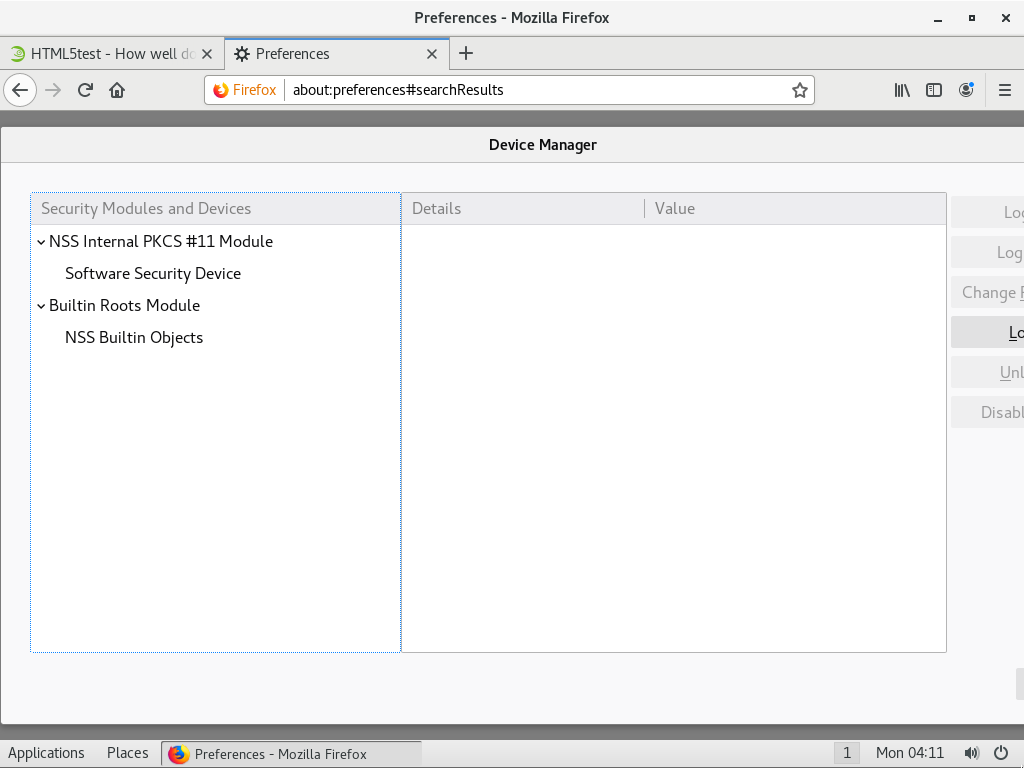 Preferences - Mozilla Firefox
HTML5test - How well do
Preferences
Firefox
about:preferences#searchResults
Device Manager
Security Modules and Devices
Details
Value
NSS Internal PKCS #11 Module
Software Security Device
Builtin Roots Module
NSS Builtin Objects
Log
Log
Change P
Lo
Unl
Disabl
Applications
Places
Preferences - Mozilla Firefox
1
Mon 04:11